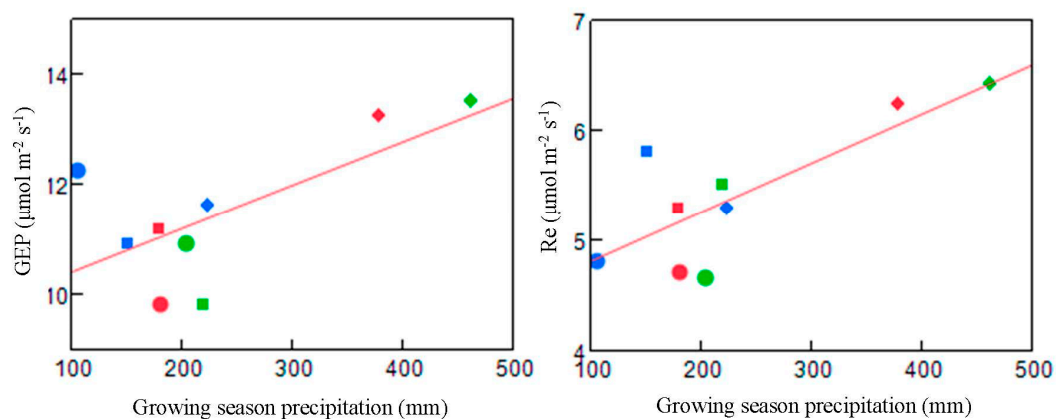 14
12
10
100 200 300 400 500
GEP (μmol m⁻² s⁻¹)
Growing season precipitation (mm)
7
6
5
4
100 200 300 400 500
Re (μmol m⁻² s⁻¹)
Growing season precipitation (mm)